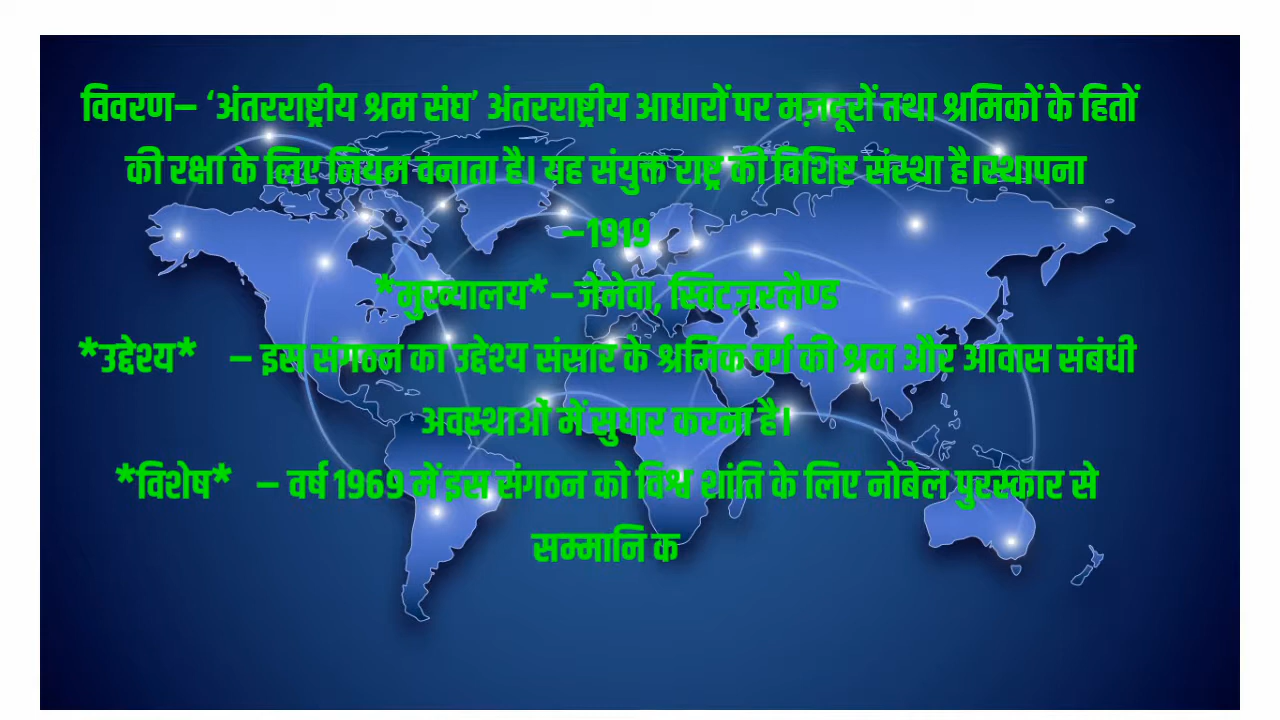 विवरण– ‘अंतरराष्ट्रीय श्रम संघ’ अंतरराष्ट्रीय आधारों पर मज़दूरों तथा श्रमिकों के हितों
की रक्षा के लिए नियम बनाता है। यह संयुक्त राष्ट्र की विशिष्ट संस्था है।स्थापना
–1919
*मुख्यालय*–जेनेवा, स्विटज़रलैण्ड
*उद्देश्य* – इस संगठन का उद्देश्य संसार के श्रमिक वर्ग की श्रम और आवास संबंधी
अवस्थाओं में सुधार करना है।
*विशेष* – वर्ष 1969 में इस संगठन को विश्व शांति के लिए नोबेल पुरस्कार से
सम्मानि क